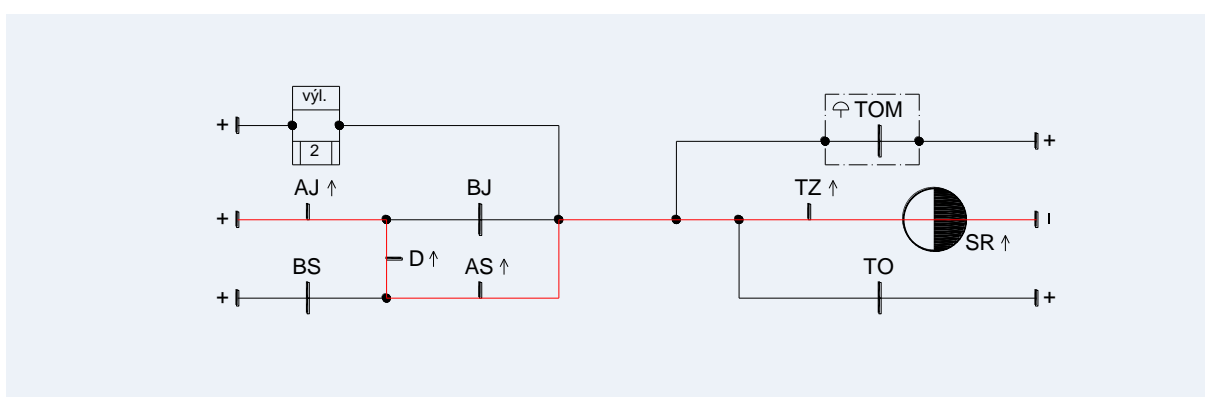 výl.
TOM
+
+
2
AJ ↑
BJ
TZ ↑
+
SR ↑
D ↑
BS
AS ↑
TO
+
+